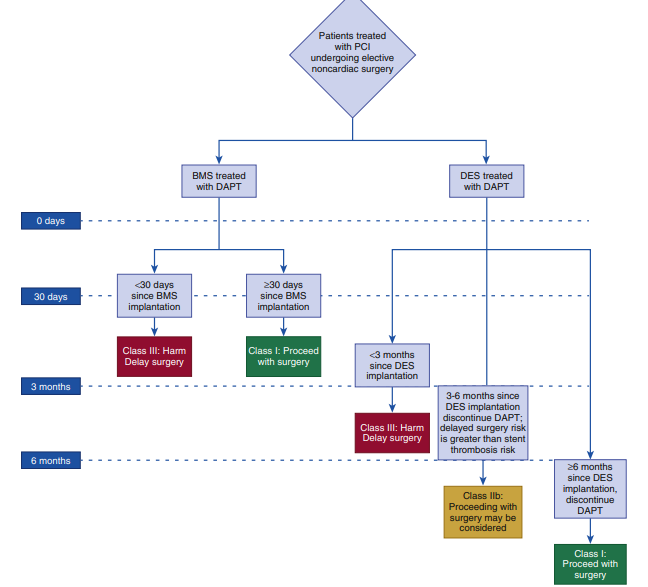 Patients treated
with PCI
undergoing elective
noncardiac surgery
BMS treated
with DAPT
DES treated
with DAPT
0 days
30 days
<30 days
since BMS
implantation
≥30 days
since BMS
implantation
Class III: Harm
Delay surgery
Class I: Proceed
with surgery
<3 months
since DES
implantation
3 months
3-6 months since
DES implantation
discontinue DAPT;
delayed surgery risk
is greater than stent
thrombosis risk
Class III: Harm
Delay surgery
6 months
≥6 months
since DES
implantation,
discontinue
DAPT
Class IIb:
Proceeding with
surgery may be
considered
Class I:
Proceed with
surgery